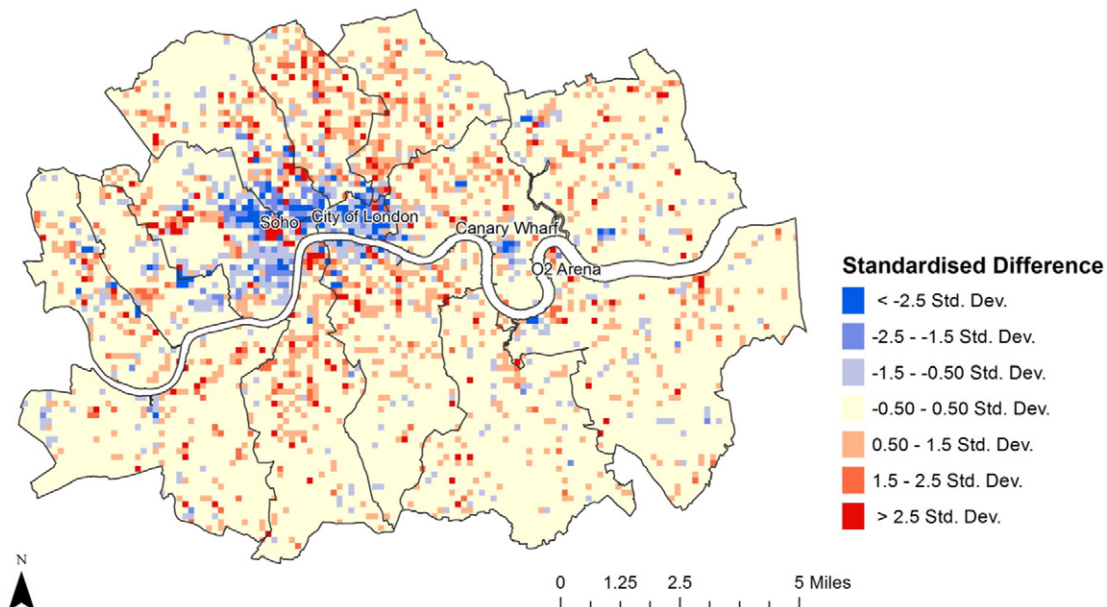 Soho
City of London
Canary Wharf
O2 Arena
Standardised Difference
< -2.5 Std. Dev.
-2.5 - -1.5 Std. Dev.
-1.5 - -0.50 Std. Dev.
-0.50 - 0.50 Std. Dev.
0.50 - 1.5 Std. Dev.
1.5 - 2.5 Std. Dev.
> 2.5 Std. Dev.
N
0 1.25 2.5 5 Miles